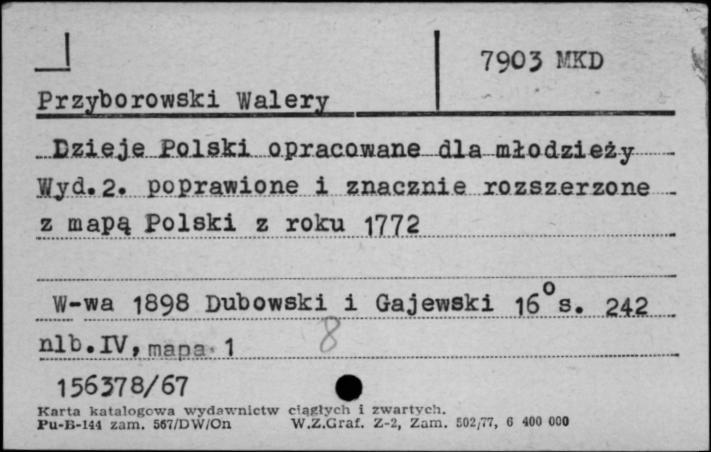 7903 MKD
Przyborowski Walery
Dzieje Polski opracowane dla młodzieży
Wyd.2. poprawione i znacznie rozszerzone
z mapą Polski z roku 1772
W-wa 1898 Dubowski i Gajewski 16° s. 242
nlb.IV, mapa 1
8
156378/67
Karta katalogowa wydawnictw ciągłych i zwartych.
Pu-B-144 zam. 567/DW/On W.Z.Graf. Z-2, Zam. 502/77, 6 400 000